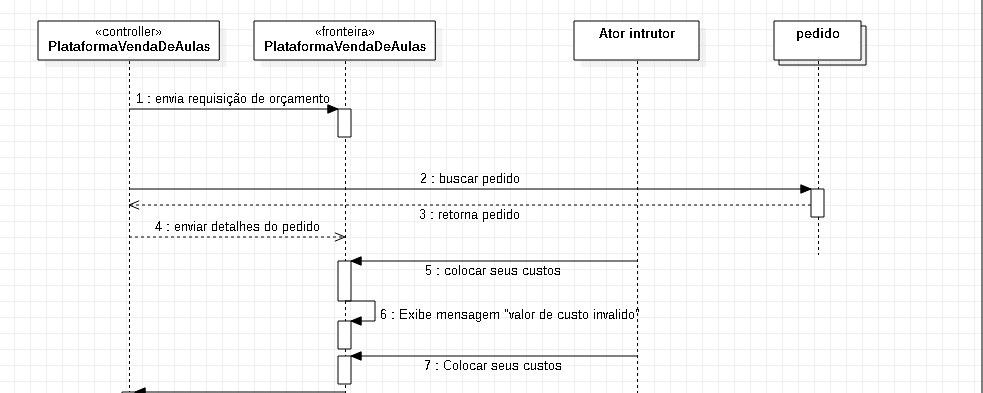 «controller»
PlataformaVendaDeAulas
«fronteira»
PlataformaVendaDeAulas
Ator intrutor
pedido
1 : envia requisição de orçamento
2 : buscar pedido
3 : retorna pedido
4 : enviar detalhes do pedido
5 : colocar seus custos
6 : Exibe mensagem "valor de custo invalido"
7 : Colocar seus custos